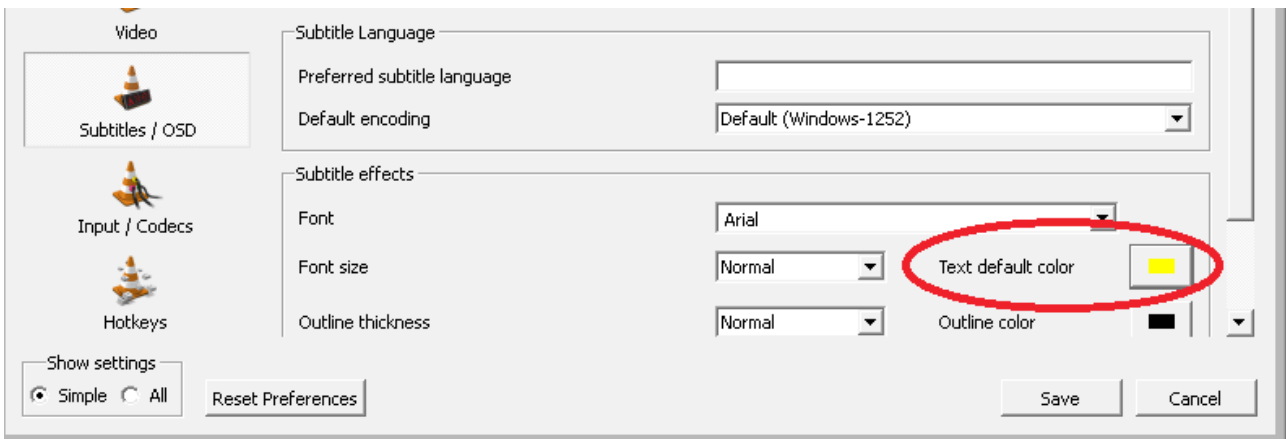 Video
Subtitles / OSD
Input / Codecs
Hotkeys
Subtitle Language
Preferred subtitle language
Default encoding Default (Windows-1252)
Subtitle effects
Font Arial
Font size Normal Text default color
Outline thickness Normal Outline color
Show settings
Simple All
Reset Preferences Save Cancel